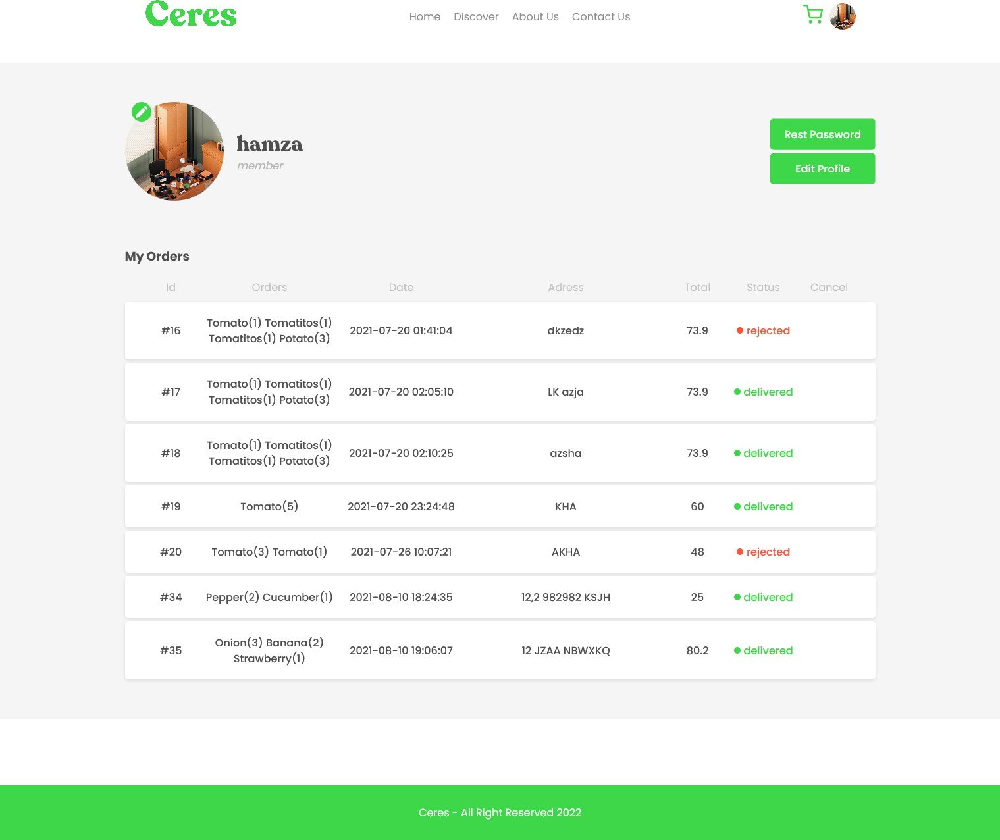 Ceres
Home Discover About Us Contact Us
hamza
member
Rest Password
Edit Profile
My Orders
Id Orders Date Adress Total Status Cancel
#16 Tomato(1) Tomatitos(1) Tomatitos(1) Potato(3) 2021-07-20 01:41:04 dkzedz 73.9 rejected
#17 Tomato(1) Tomatitos(1) Tomatitos(1) Potato(3) 2021-07-20 02:05:10 LK azja 73.9 delivered
#18 Tomato(1) Tomatitos(1) Tomatitos(1) Potato(3) 2021-07-20 02:10:25 azsha 73.9 delivered
#19 Tomato(5) 2021-07-20 23:24:48 KHA 60 delivered
#20 Tomato(3) Tomato(1) 2021-07-26 10:07:21 AKHA 48 rejected
#34 Pepper(2) Cucumber(1) 2021-08-10 18:24:35 12,2 982982 KSJH 25 delivered
#35 Onion(3) Banana(2) Strawberry(1) 2021-08-10 19:06:07 12 JZAA NBWXKQ 80.2 delivered
Ceres - All Right Reserved 2022